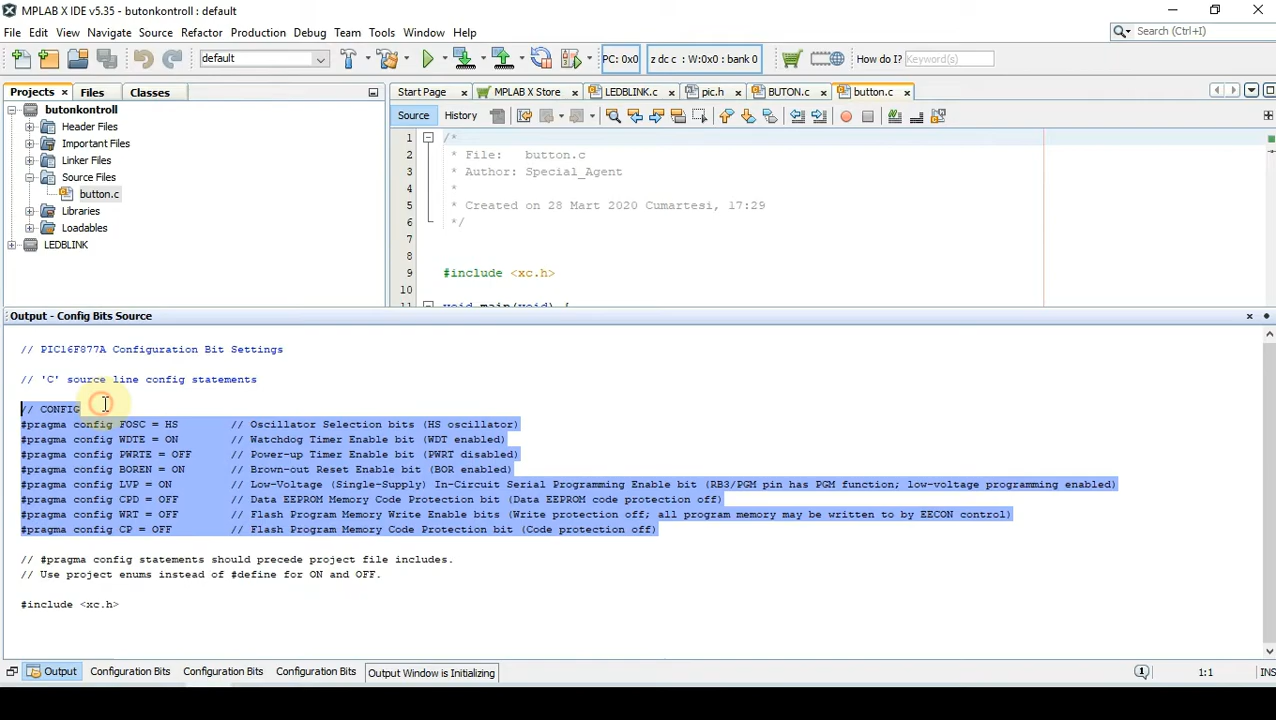 MPLAB X IDE v5.35 - butonkontroll : default
File Edit View Navigate Source Refactor Production Debug Team Tools Window Help
Search (Ctrl+I)
default
PC: 0x0
z dc c : W:0x0 : bank 0
How do I?
Keyword(s)
Projects
Files
Classes
Start Page
MPLAB X Store
LEDBLINK.c
pic.h
BUTON.c
button.c
butonkontroll
Header Files
Important Files
Linker Files
Source Files
button.c
Libraries
Loadables
LEDBLINK
Source
History
1 /*
2 * File: button.c
3 * Author: Special_Agent
4 *
5 * Created on 28 Mart 2020 Cumartesi, 17:29
6 */
7
8
9 #include <xc.h>
10
11 void main(void) {
Output - Config Bits Source
// PIC16F877A Configuration Bit Settings
// 'C' source line config statements
// CONFIG
#pragma config FOSC = HS // Oscillator Selection bits (HS oscillator)
#pragma config WDTE = ON // Watchdog Timer Enable bit (WDT enabled)
#pragma config PWRTE = OFF // Power-up Timer Enable bit (PWRT disabled)
#pragma config BOREN = ON // Brown-out Reset Enable bit (BOR enabled)
#pragma config LVP = ON // Low-Voltage (Single-Supply) In-Circuit Serial Programming Enable bit (RB3/PGM pin has PGM function; low-voltage programming enabled)
#pragma config CPD = OFF // Data EEPROM Memory Code Protection bit (Data EEPROM code protection off)
#pragma config WRT = OFF // Flash Program Memory Write Enable bits (Write protection off; all program memory may be written to by EECON control)
#pragma config CP = OFF // Flash Program Memory Code Protection bit (Code protection off)
// #pragma config statements should precede project file includes.
// Use project enums instead of #define for ON and OFF.
#include <xc.h>
Output
Configuration Bits
Configuration Bits
Configuration Bits
Output Window is Initializing
1
1:1
INS